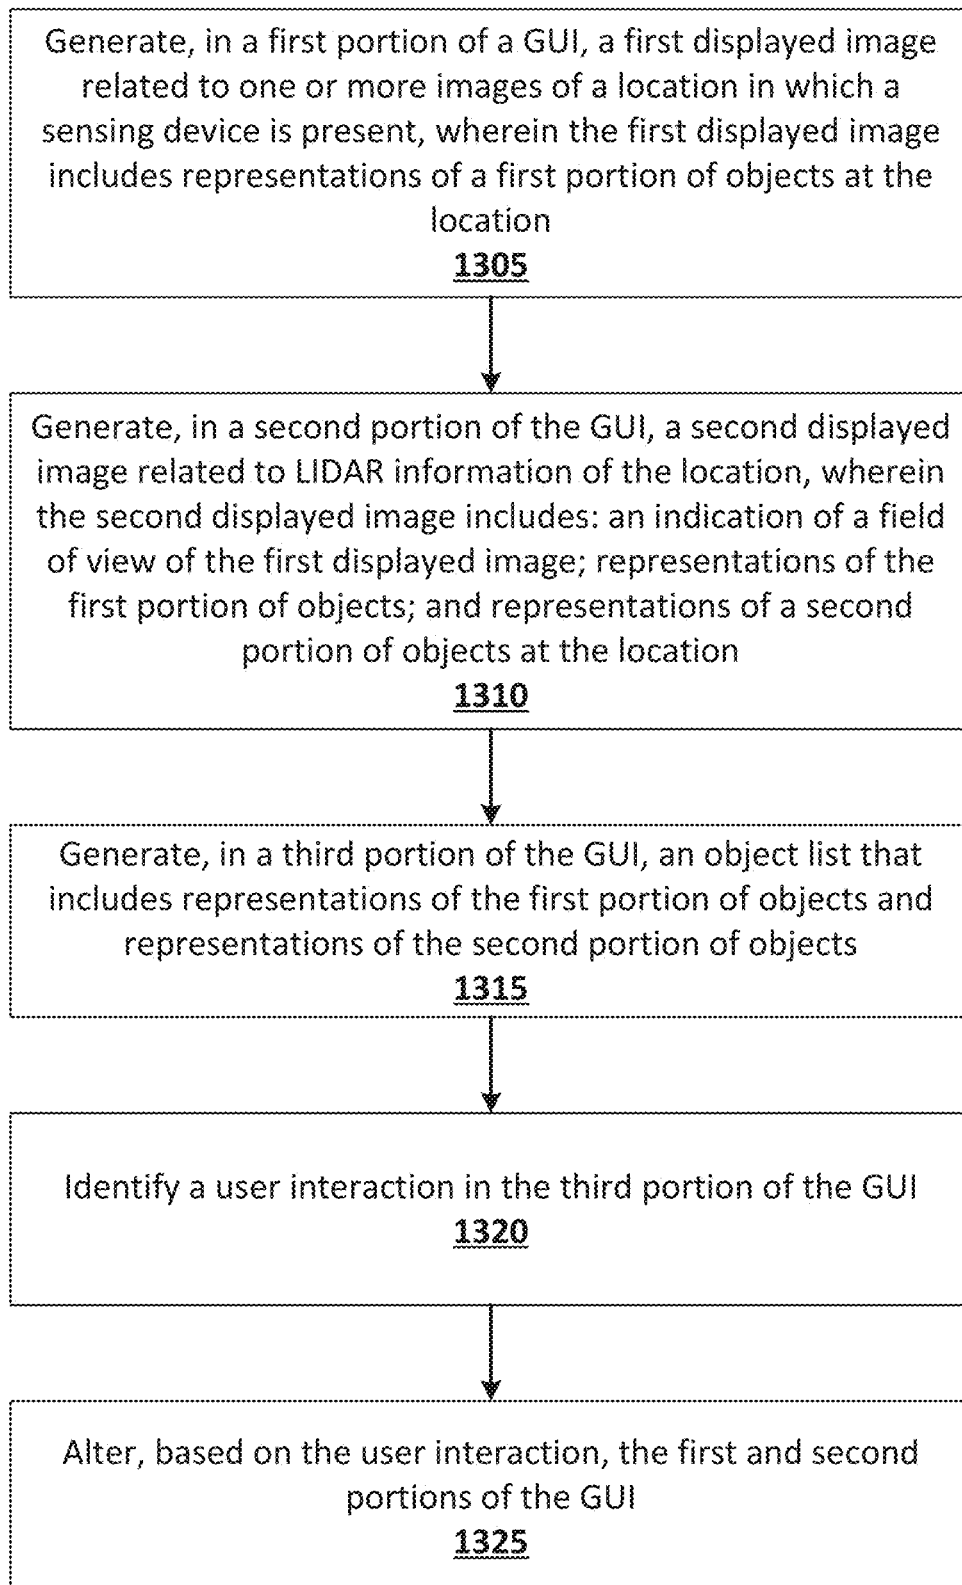 Generate, in a first portion of a GUI, a first displayed image
related to one or more images of a location in which a
sensing device is present, wherein the first displayed image
includes representations of a first portion of objects at the
location
1305
Generate, in a second portion of the GUI, a second displayed
image related to LIDAR information of the location, wherein
the second displayed image includes: an indication of a field
of view of the first displayed image; representations of the
first portion of objects; and representations of a second
portion of objects at the location
1310
Generate, in a third portion of the GUI, an object list that
includes representations of the first portion of objects and
representations of the second portion of objects
1315
Identify a user interaction in the third portion of the GUI
1320
Alter, based on the user interaction, the first and second
portions of the GUI
1325